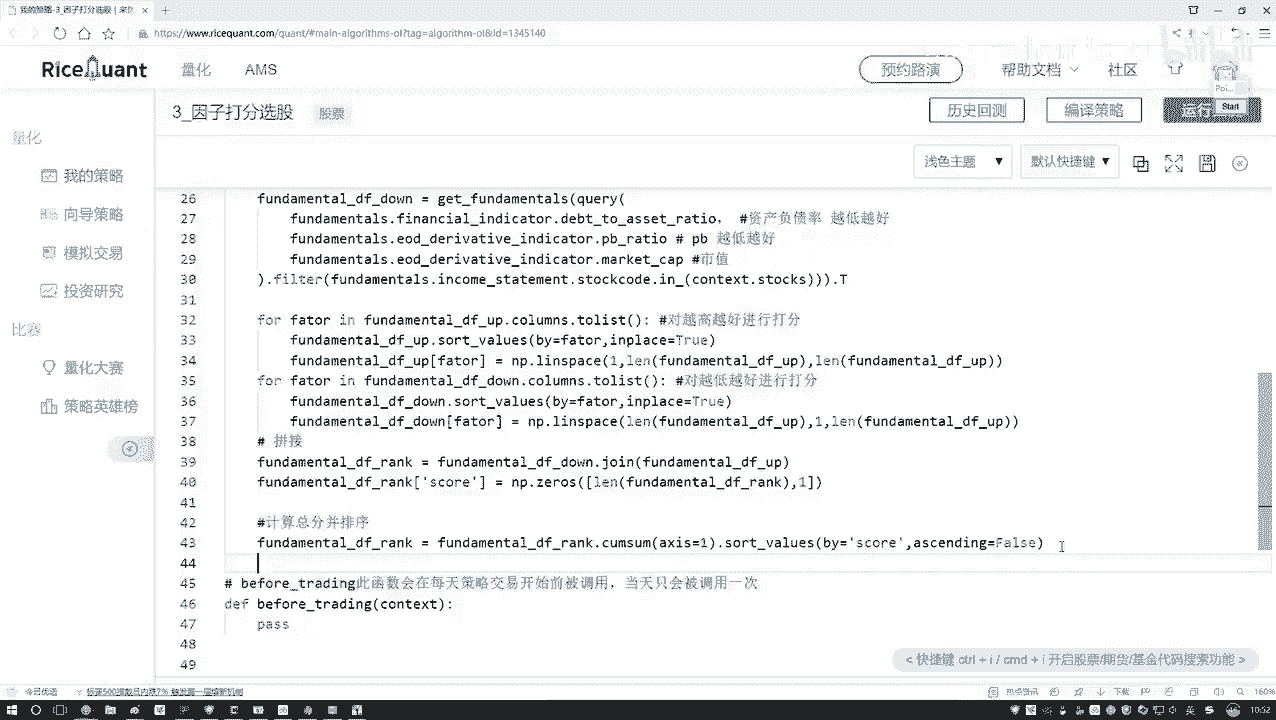 我的策略-3_因子打分选股 | 来
https://www.ricequant.com/quant/#main-algorithms-ol?tag=algorithm-ol&id=1345140
RiceQuant 量化 AMS 预约路演 帮助文档 社区
Poi...
Start
3_因子打分选股 股票 历史回测 编译策略
量化
我的策略
向导策略
模拟交易
投资研究
比赛
量化大赛
策略英雄榜
浅色主题 ▼ 默认快捷键 ▼
26 fundamental_df_down = get_fundamentals(query(
27 fundamentals.financial_indicator.debt_to_asset_ratio, #资产负债率 越低越好
28 fundamentals.eod_derivative_indicator.pb_ratio # pb 越低越好
29 fundamentals.eod_derivative_indicator.market_cap #市值
30 ).filter(fundamentals.income_statement.stockcode.in_(context.stocks))).T
31
32 for fator in fundamental_df_up.columns.tolist(): #对越高越好进行打分
33 fundamental_df_up.sort_values(by=fator,inplace=True)
34 fundamental_df_up[fator] = np.linspace(1,len(fundamental_df_up),len(fundamental_df_up))
35 for fator in fundamental_df_down.columns.tolist(): #对越低越好进行打分
36 fundamental_df_down.sort_values(by=fator,inplace=True)
37 fundamental_df_down[fator] = np.linspace(len(fundamental_df_up),1,len(fundamental_df_up))
38 # 拼接
39 fundamental_df_rank = fundamental_df_down.join(fundamental_df_up)
40 fundamental_df_rank['score'] = np.zeros([len(fundamental_df_rank),1])
41
42 #计算总分并排序
43 fundamental_df_rank = fundamental_df_rank.cumsum(axis=1).sort_values(by='score',ascending=False)
44
45 # before_trading此函数会在每天策略交易开始前被调用，当天只会被调用一次
46 def before_trading(context):
47 pass
48
49
< 快捷键 ctrl + i / cmd + i 开启股票/期货/基金代码搜索功能 >
今日优选 热点资讯 下载 160%
英 10:52